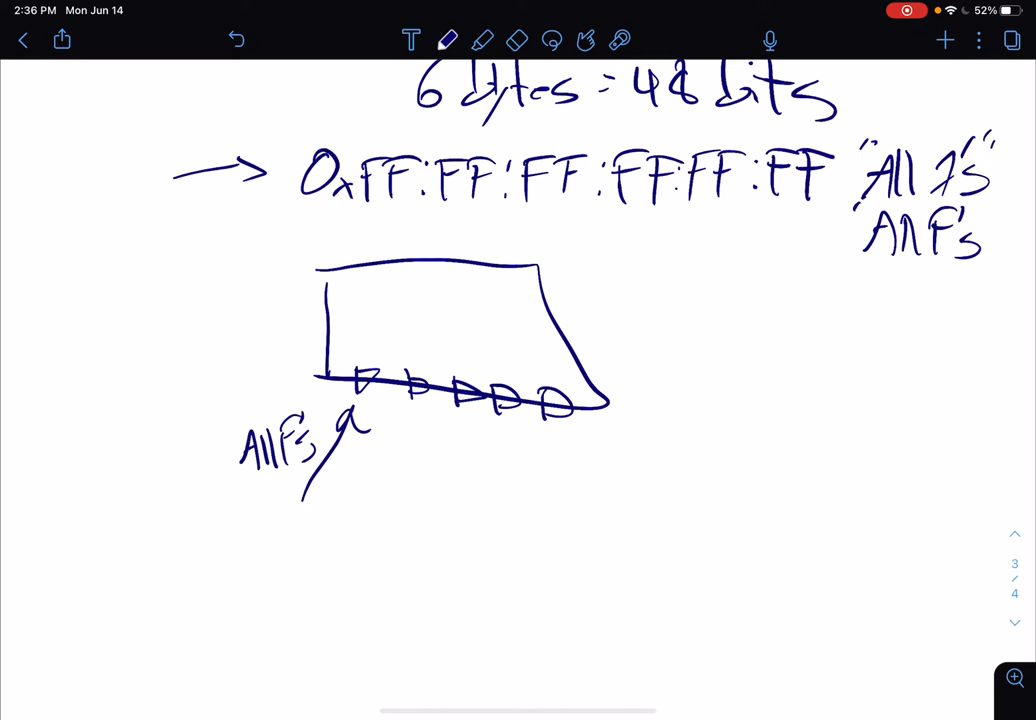 2:36 PM Mon Jun 14
52%
T
6 bytes = 48 bits
0xFF:FF:FF:FF:FF:FF "All 1's"
All F's
All F's
3
/
4